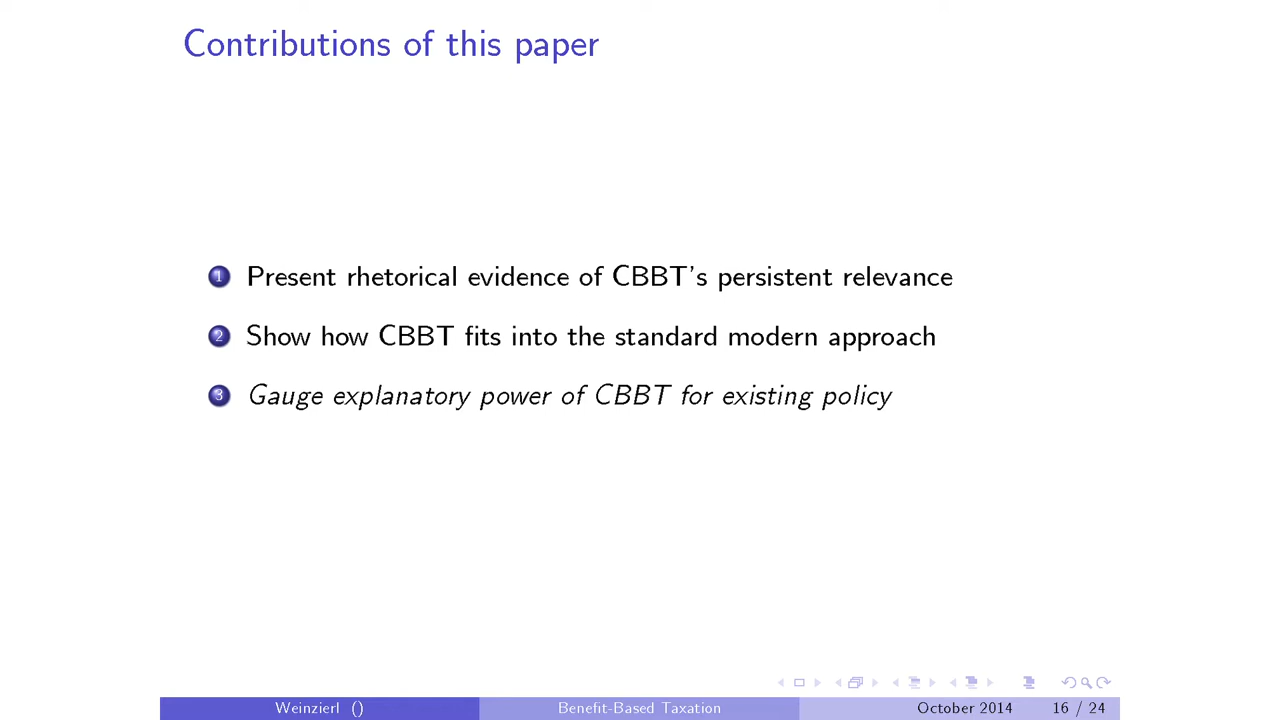 Contributions of this paper
1 Present rhetorical evidence of CBBT's persistent relevance
2 Show how CBBT fits into the standard modern approach
3 Gauge explanatory power of CBBT for existing policy
Weinzierl () Benefit-Based Taxation October 2014 16 / 24